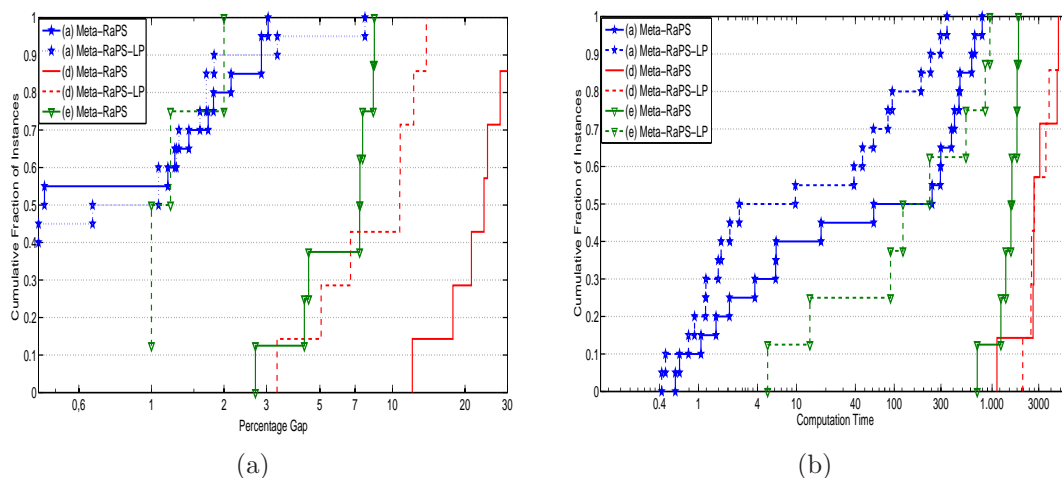 1
0.9
0.8
0.7
0.6
0.5
0.4
0.3
0.2
0.1
0
Cumulative Fraction of Instances
(a) Meta−RaPS
(a) Meta−RaPS−LP
(d) Meta−RaPS
(d) Meta−RaPS−LP
(e) Meta−RaPS
0,6 1 2 3 5 7 10 20 30
Percentage Gap
(a)
1
0.9
0.8
0.7
0.6
0.5
0.4
0.3
0.2
0.1
0
Cumulative Fraction of Instances
(a) Meta−RaPS
(a) Meta−RaPS−LP
(d) Meta−RaPS
(d) Meta−RaPS−LP
(e) Meta−RaPS
(e) Meta−RaPS−LP
0.4 1 4 10 40 100 300 1.000 3000
Computation Time
(b)